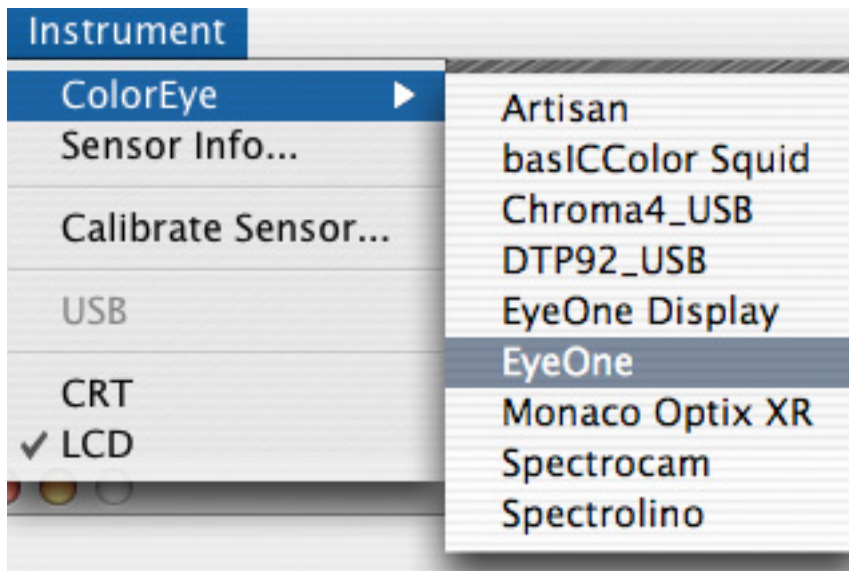 Instrument
ColorEye
Sensor Info...
Calibrate Sensor...
USB
CRT
LCD
Artisan
basICColor Squid
Chroma4_USB
DTP92_USB
EyeOne Display
EyeOne
Monaco Optix XR
Spectrocam
Spectrolino